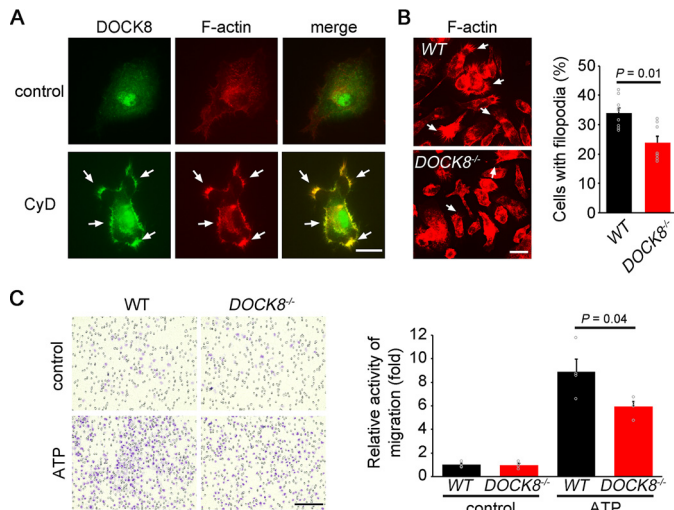 A
DOCK8 F-actin merge
control
CyD
B
F-actin
WT
DOCK8-/-
Cells with filopodia (%)
50
40
30
20
10
0
P = 0.01
WT
DOCK8-/-
C
WT DOCK8-/-
control
ATP
Relative activity of
migration (fold)
12
10
8
6
4
2
0
P = 0.04
WT DOCK8-/- WT DOCK8-/-
control ATP